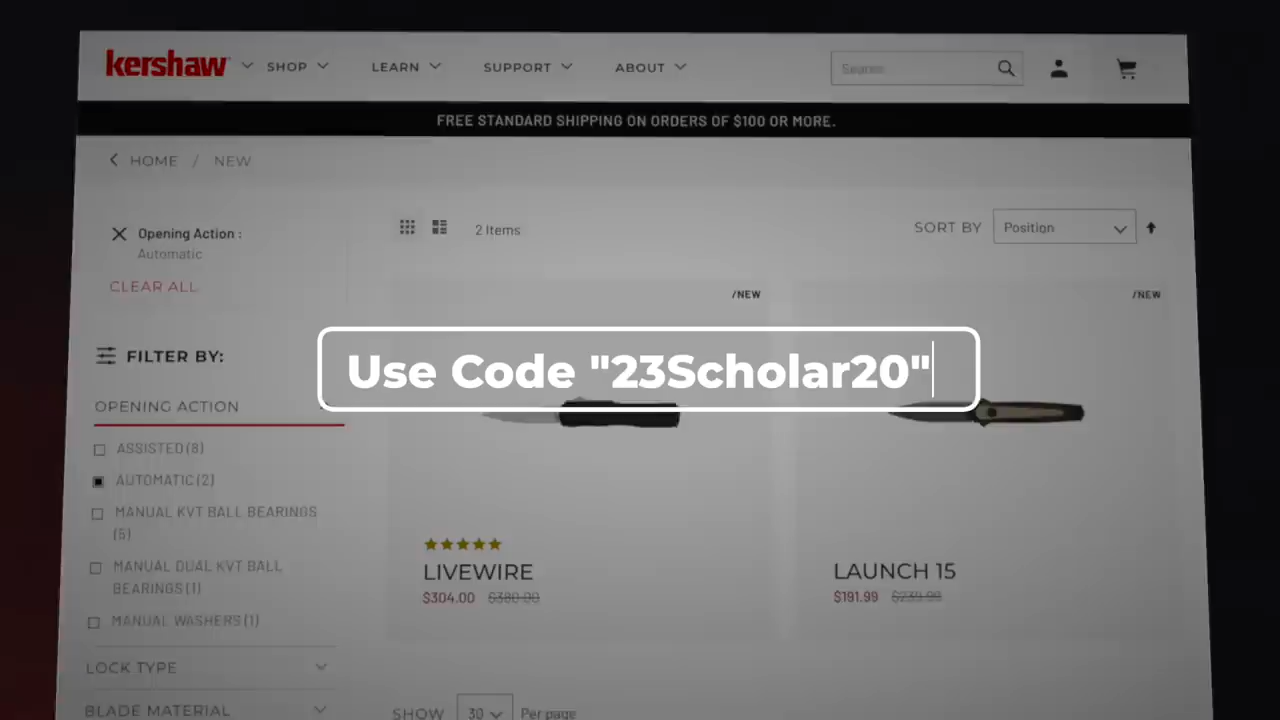 kershaw
SHOP
LEARN
SUPPORT
ABOUT
Search
FREE STANDARD SHIPPING ON ORDERS OF $100 OR MORE.
HOME / NEW
Opening Action :
Automatic
CLEAR ALL
2 Items
SORT BY Position
/NEW
/NEW
FILTER BY:
Use Code "23Scholar20"
OPENING ACTION
ASSISTED (8)
AUTOMATIC (2)
MANUAL KVT BALL BEARINGS
(5)
MANUAL DUAL KVT BALL
BEARINGS (1)
MANUAL WASHERS (1)
LIVEWIRE
$304.00 $380.00
LAUNCH 15
$191.99 $239.99
LOCK TYPE
BLADE MATERIAL
SHOW 30 Per page